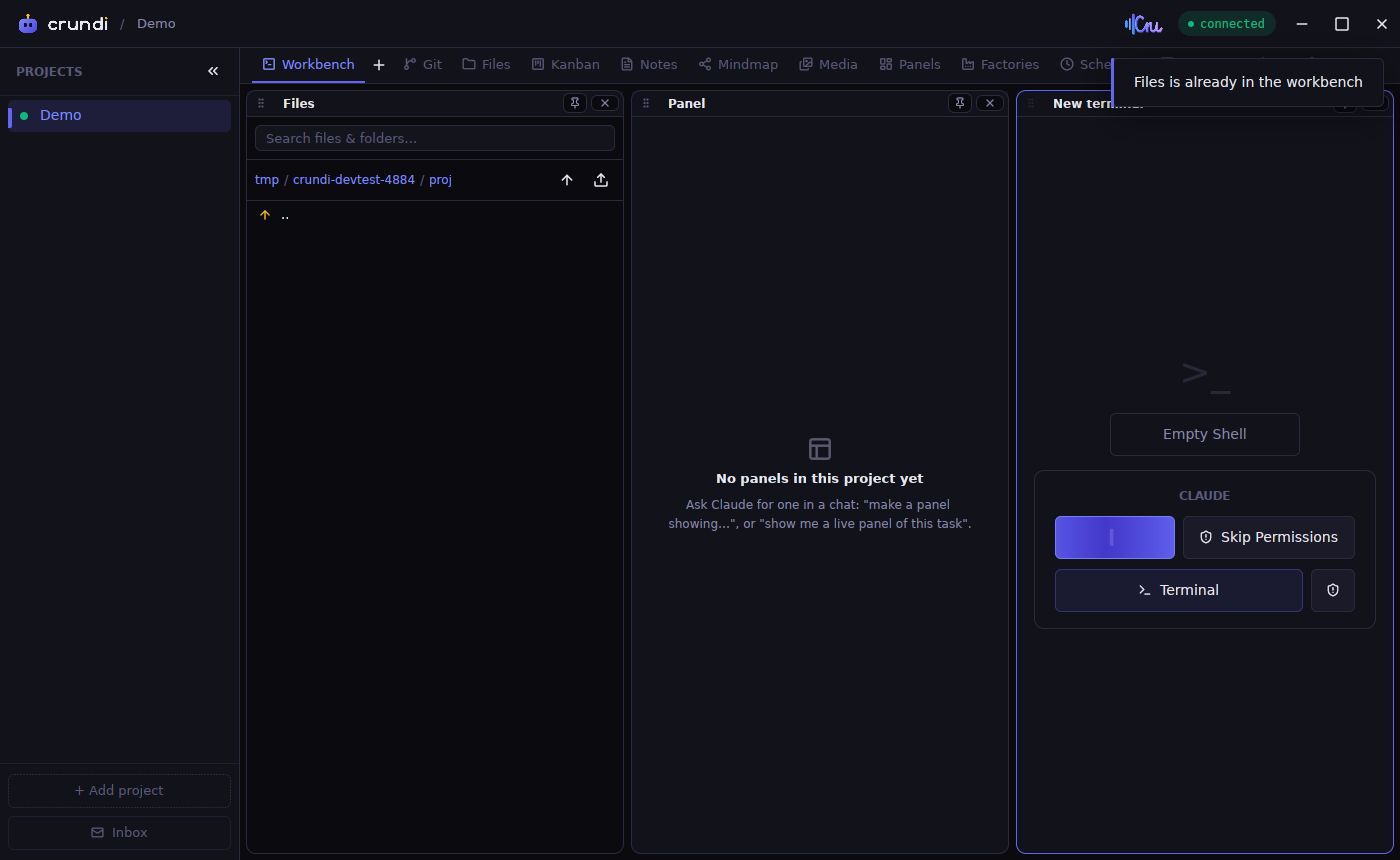 crundi / Demo
Cru
connected
PROJECTS
Workbench
Git
Files
Kanban
Notes
Mindmap
Media
Panels
Factories
Files is already in the workbench
Demo
Files
Search files & folders...
tmp / crundi-devtest-4884 / proj
..
Panel
No panels in this project yet
Ask Claude for one in a chat: "make a panel
showing...", or "show me a live panel of this task".
New terminal
>_
Empty Shell
CLAUDE
Skip Permissions
Terminal
+ Add project
Inbox